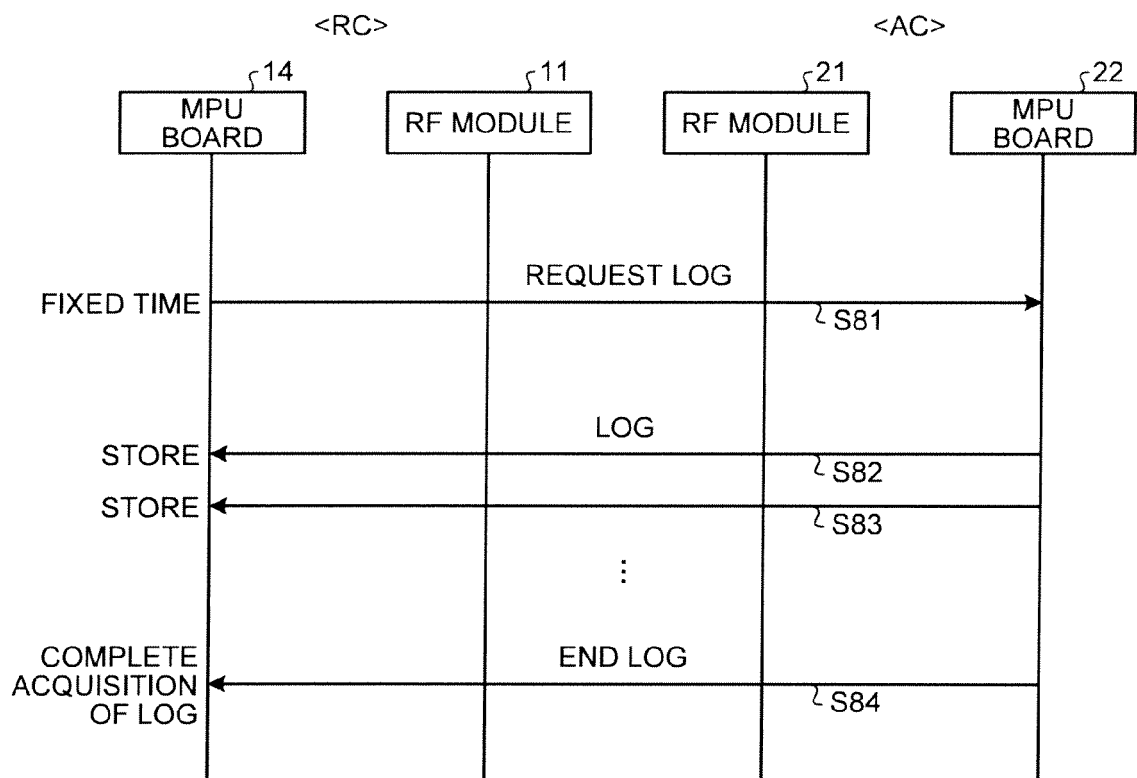 <RC>
<AC>
14
11
21
22
MPU
BOARD
RF MODULE
RF MODULE
MPU
BOARD
REQUEST LOG
FIXED TIME
S81
LOG
STORE
S82
STORE
S83
⋮
END LOG
COMPLETE
ACQUISITION
OF LOG
S84